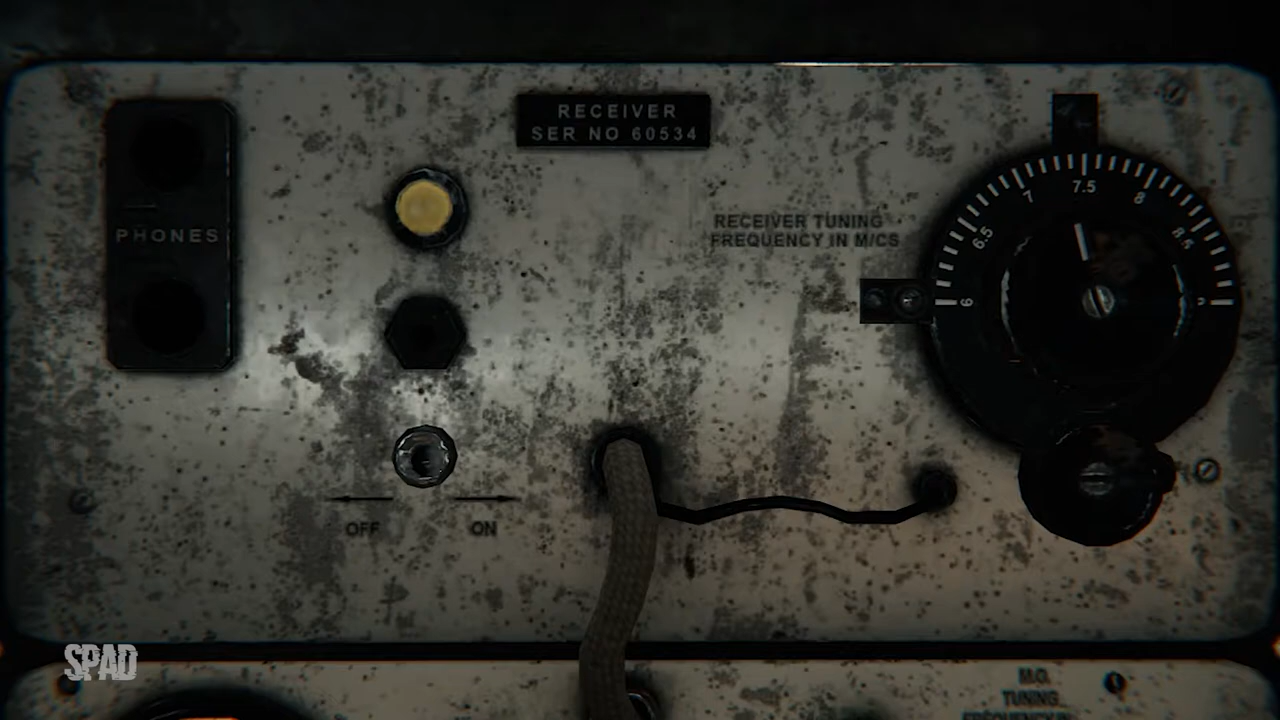 RECEIVER
SER NO 60534
PHONES
RECEIVER TUNING
FREQUENCY IN M/CS
6
6.5
7
7.5
8
8.5
OFF
ON
SPAD
M.O.
TUNING